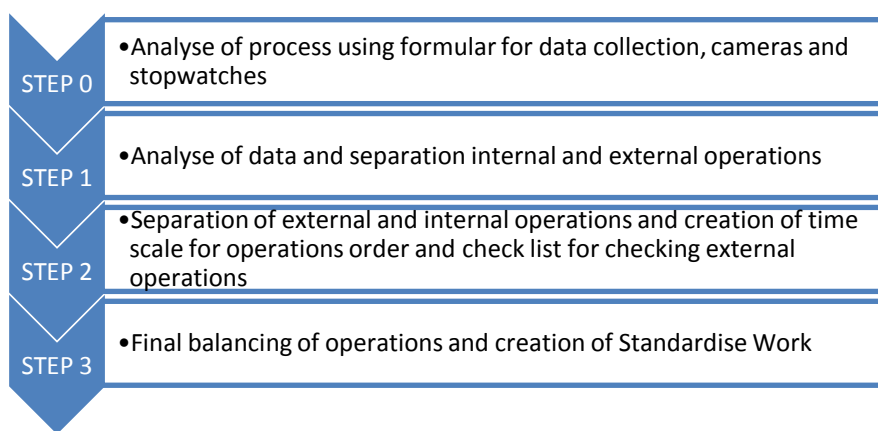 STEP 0
•Analyse of process using formular for data collection, cameras and
stopwatches
STEP 1
•Analyse of data and separation internal and external operations
STEP 2
•Separation of external and internal operations and creation of time
scale for operations order and check list for checking external
operations
STEP 3
•Final balancing of operations and creation of Standardise Work